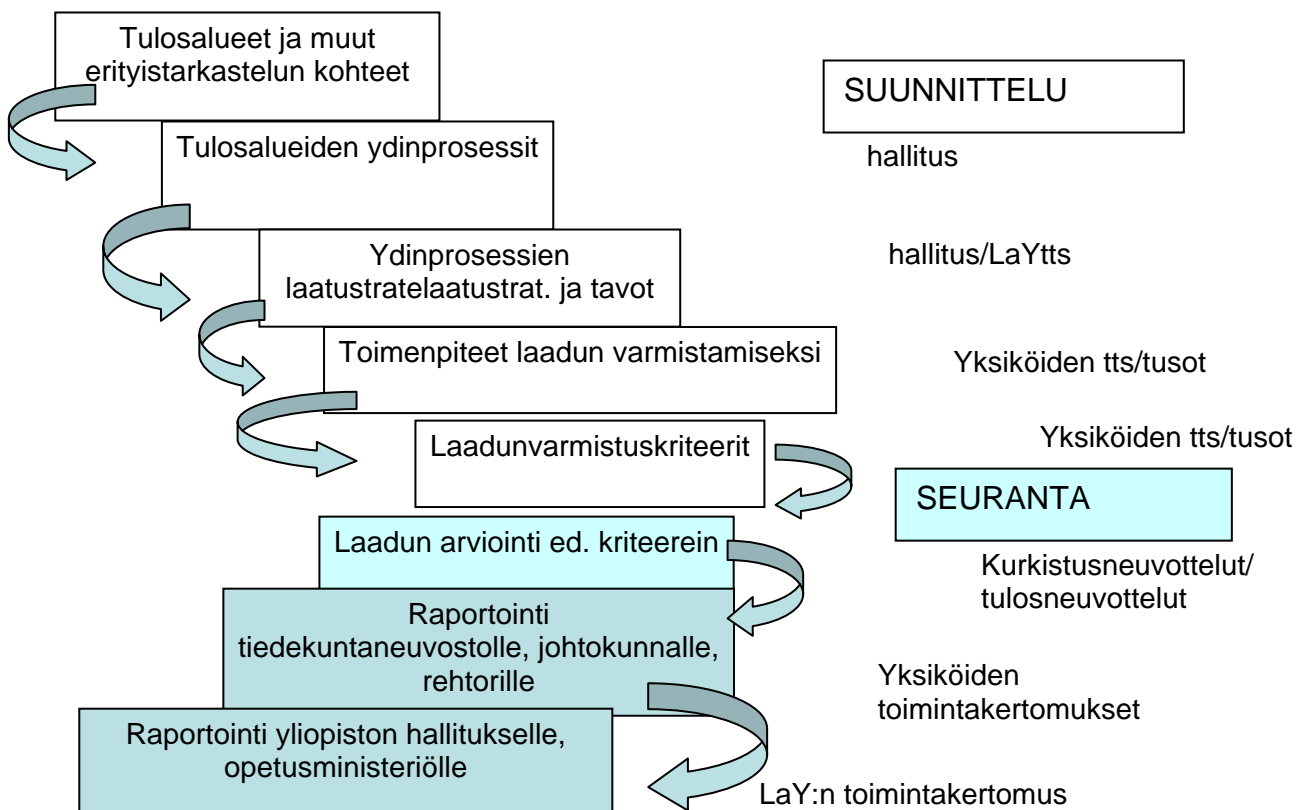 Tulosalueet ja muut
erityistarkastelun kohteet
SUUNNITTELU
Tulosalueiden ydinprosessit
hallitus
Ydinprosessien
laatustratelaatustrat. ja tavot
hallitus/LaYtts
Toimenpiteet laadun varmistamiseksi
Yksiköiden tts/tusot
Laadunvarmistuskriteerit
Yksiköiden tts/tusot
SEURANTA
Laadun arviointi ed. kriteerein
Kurkistusneuvottelut/
tulosneuvottelut
Raportointi
tiedekuntaneuvostolle, johtokunnalle,
rehtorille
Yksiköiden
toimintakertomukset
Raportointi yliopiston hallitukselle,
opetusministeriölle
LaY:n toimintakertomus